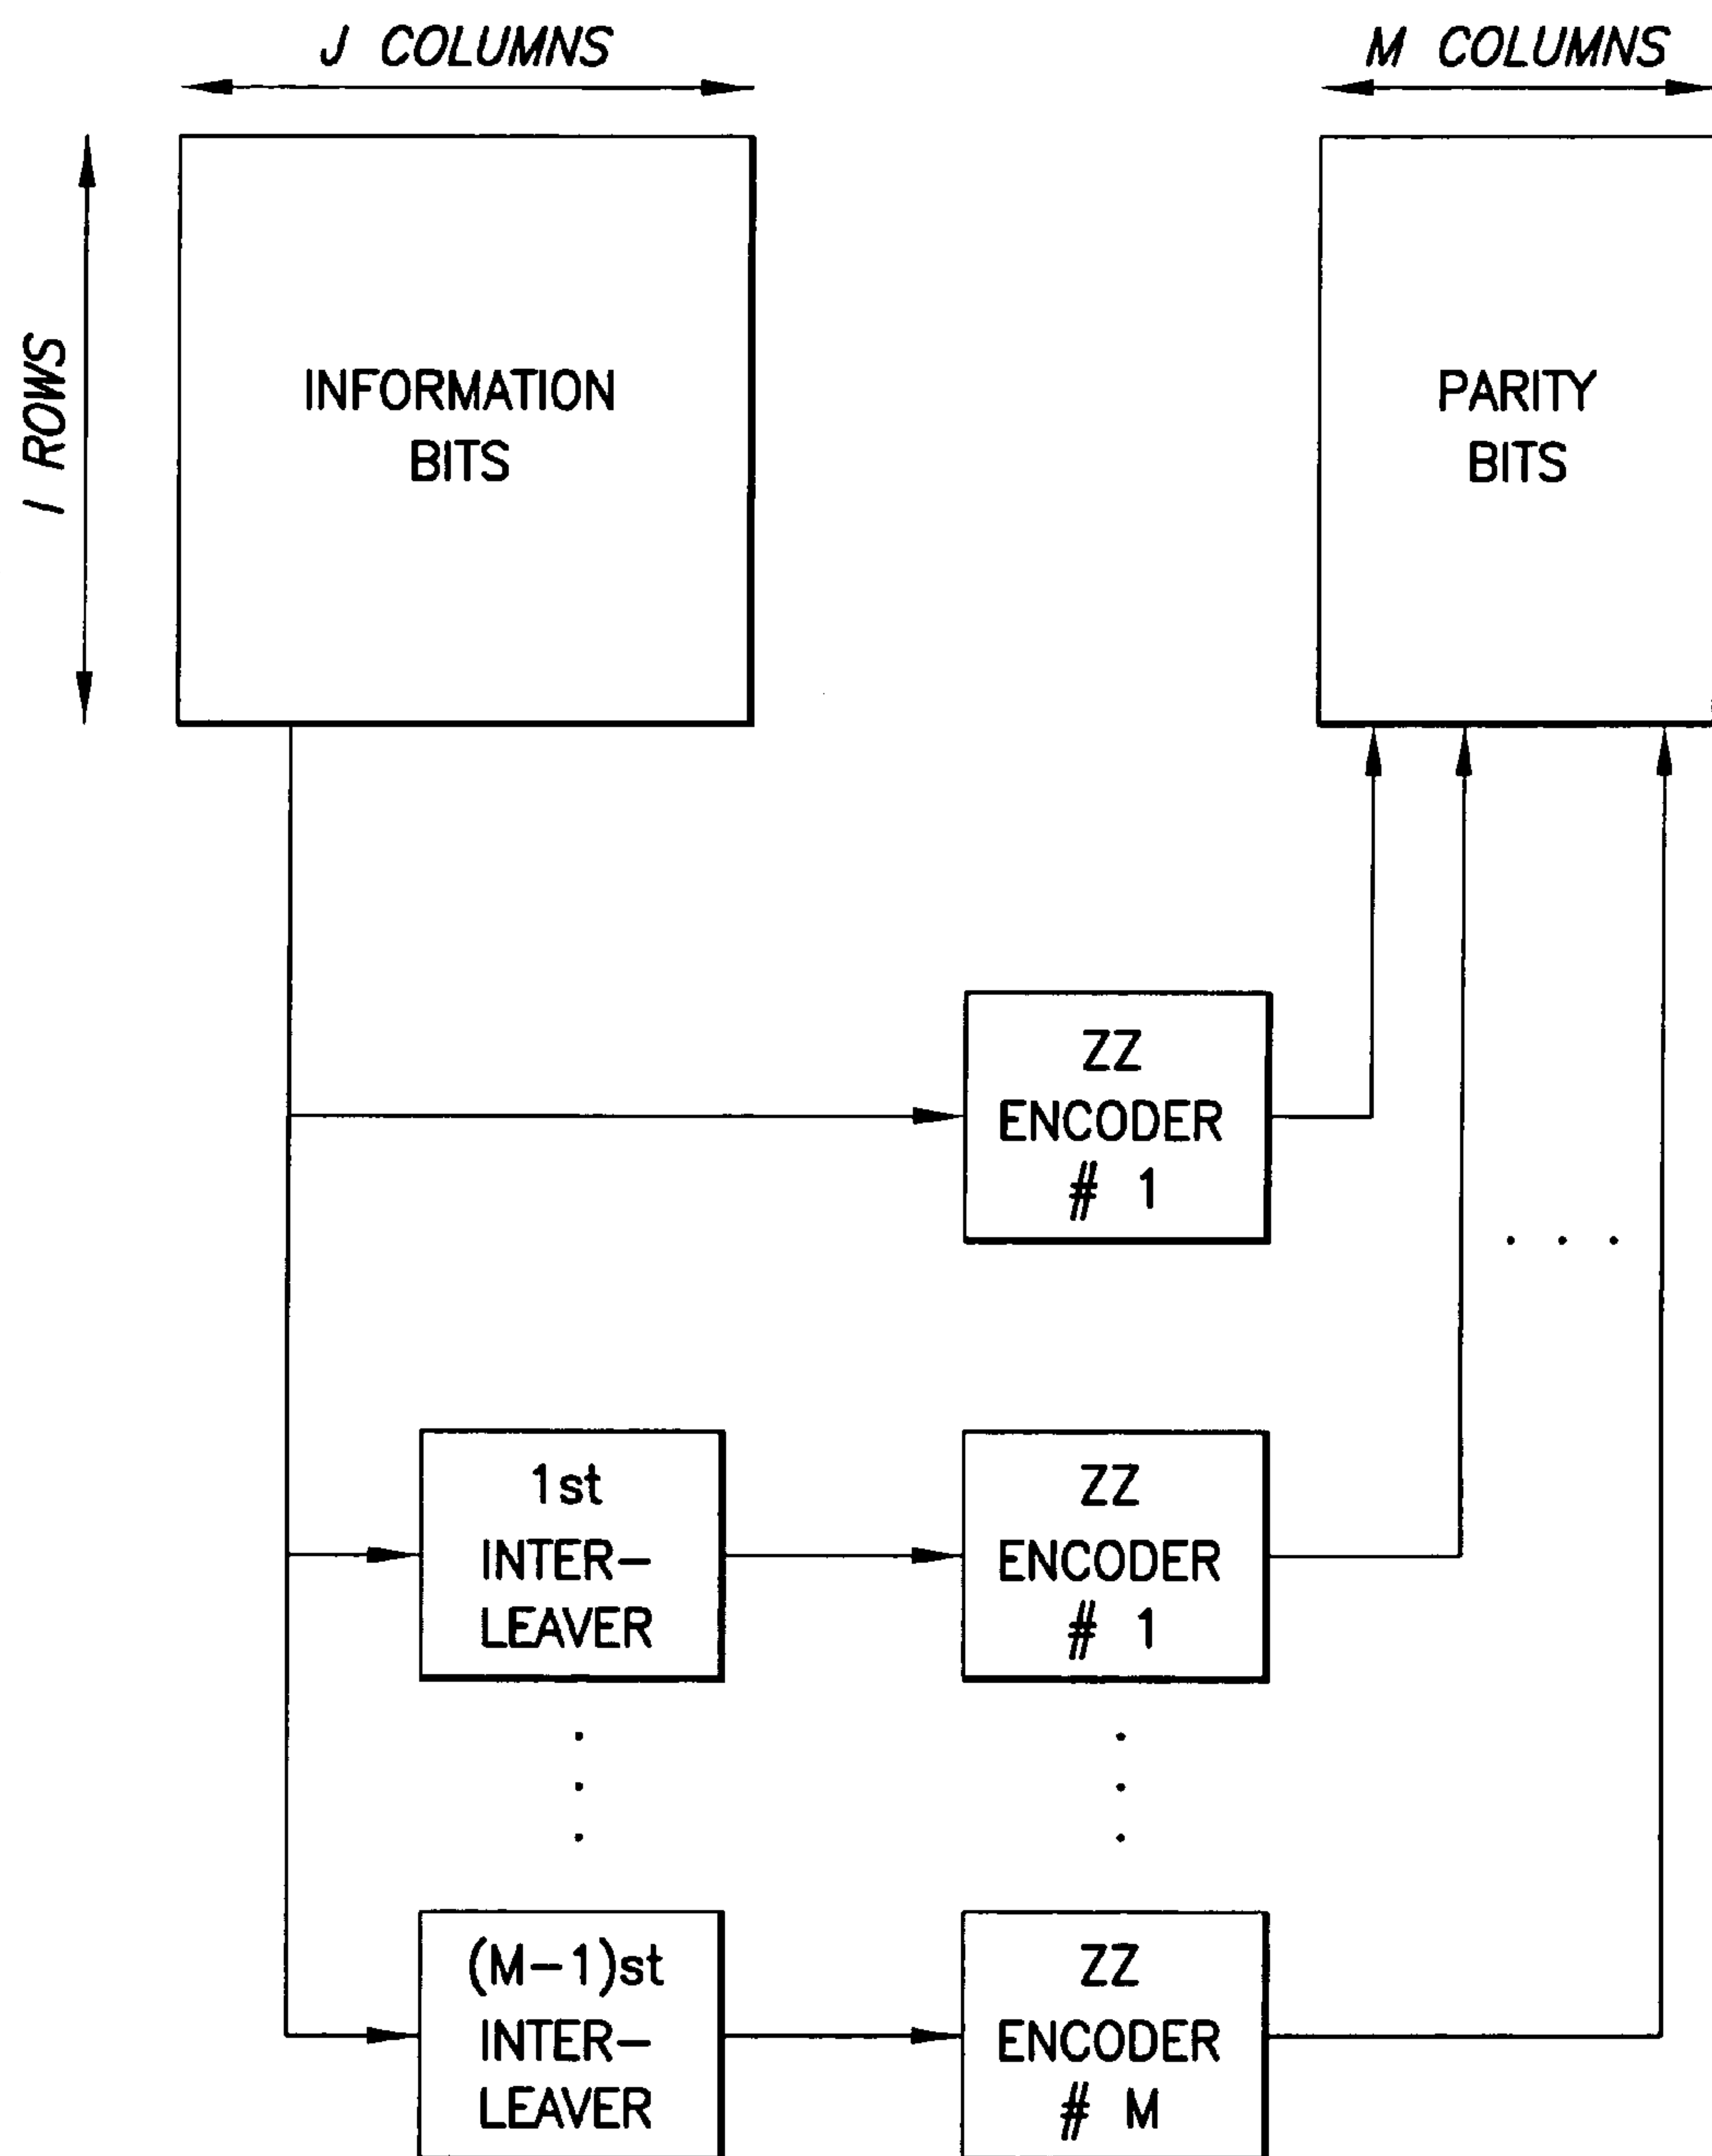 J COLUMNS
M COLUMNS
I ROWS
INFORMATION
BITS
PARITY
BITS
ZZ
ENCODER
# 1
. . .
1st
INTER-
LEAVER
ZZ
ENCODER
# 1
(M-1)st
INTER-
LEAVER
ZZ
ENCODER
# M